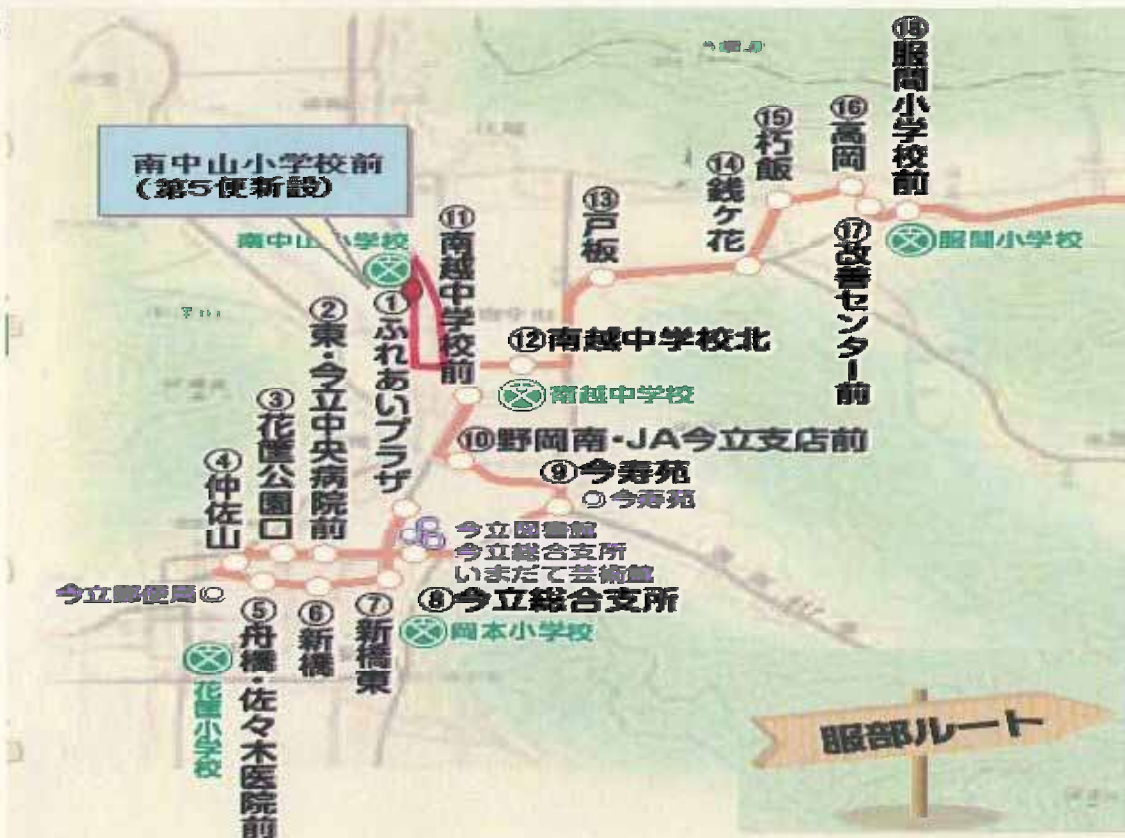 南中山小学校前
(第5便新設)
南中山小学校
①ふれあいプラザ
②東・今立中央病院前
③花筐公園口
④仲佐山
⑤舟橋・佐々木医院前
⑥新橋
⑦新橋東
⑧今立総合支所
⑨今寿苑
◎今寿苑
⑩野岡南・JA今立支店前
⑪南越中学校前
⑫南越中学校北
南越中学校
⑬戸板
⑭銭ヶ花
⑮朽飯
⑯高岡
⑰改善センター前
⑱服間小学校前
服間小学校
今立図書館
今立総合支所
いまだて芸術館
今立郵便局◎
岡本小学校
花筐小学校
服部ルート